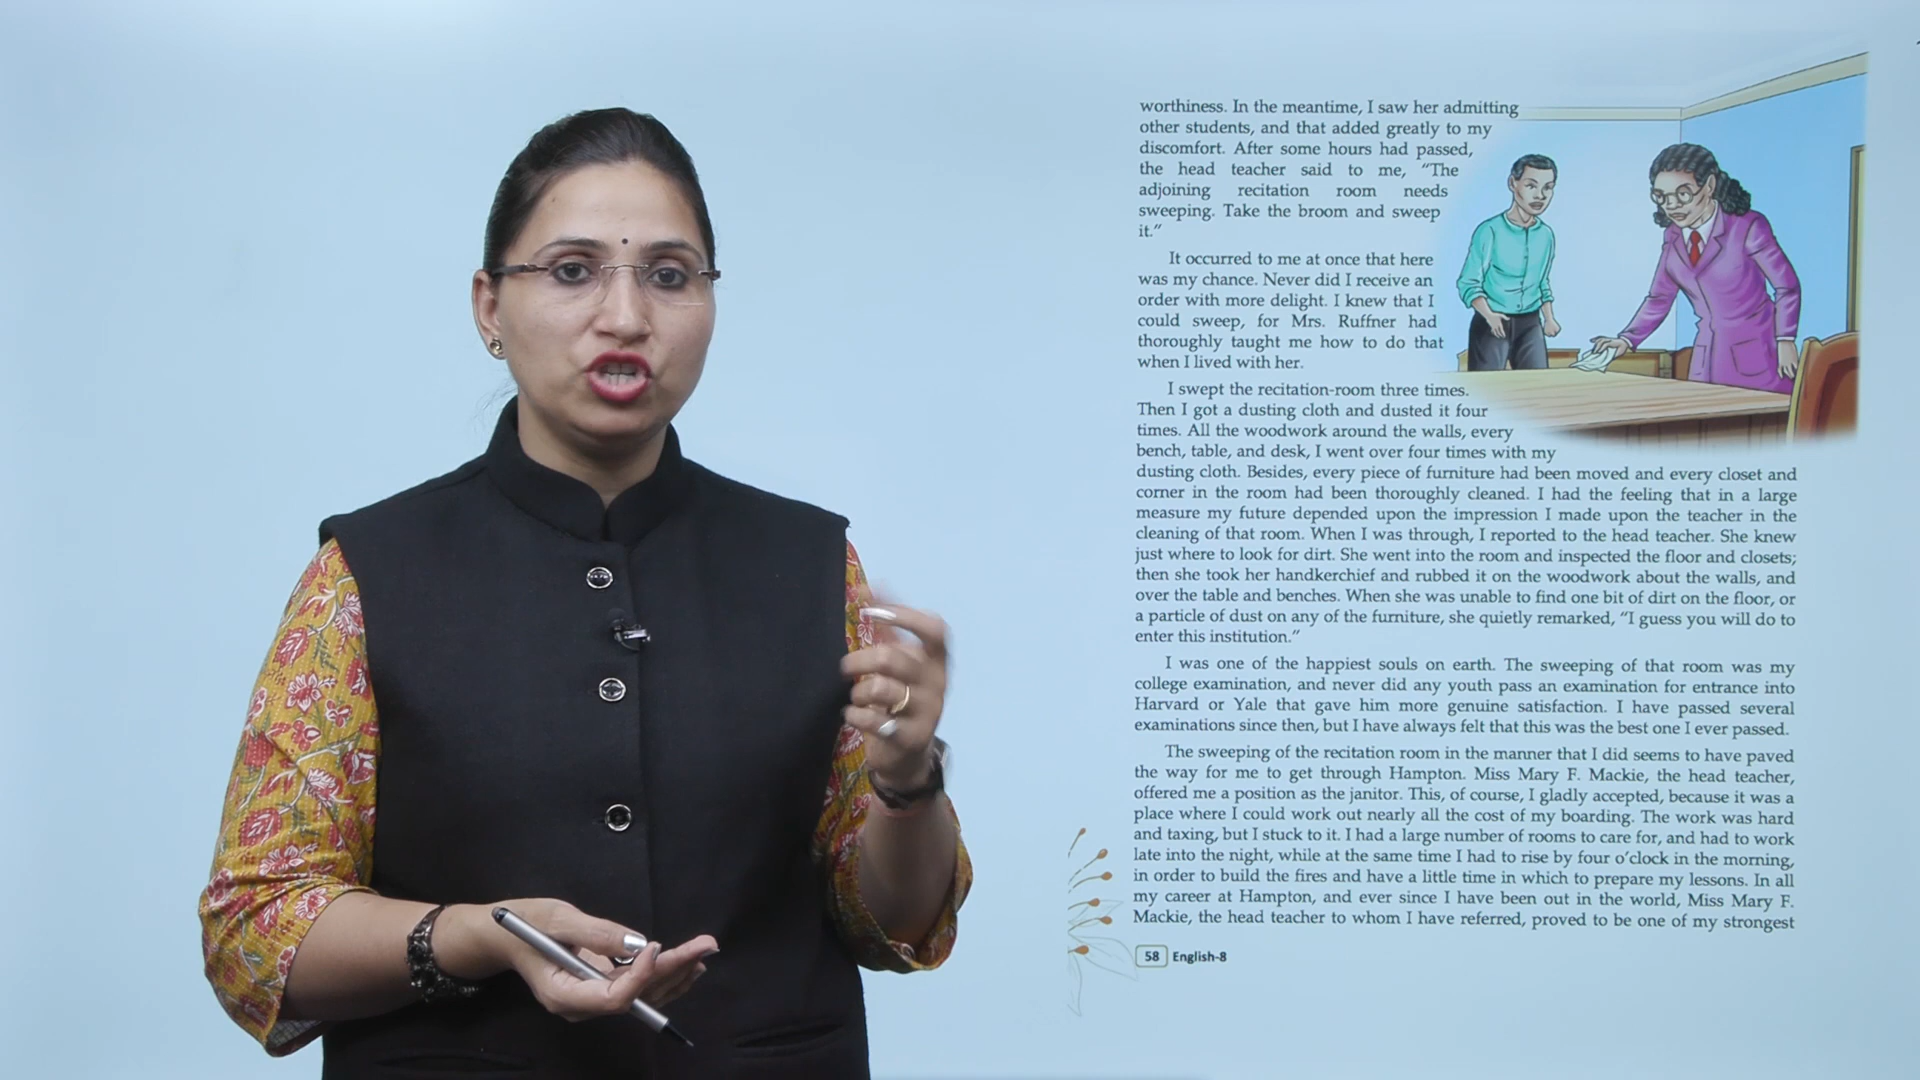 worthiness. In the meantime, I saw her admitting
other students, and that added greatly to my
discomfort. After some hours had passed,
the head teacher said to me, “The
adjoining recitation room needs
sweeping. Take the broom and sweep
it.”
It occurred to me at once that here
was my chance. Never did I receive an
order with more delight. I knew that I
could sweep, for Mrs. Ruffner had
thoroughly taught me how to do that
when I lived with her.
I swept the recitation-room three times.
Then I got a dusting cloth and dusted it four
times. All the woodwork around the walls, every
bench, table, and desk, I went over four times with my
dusting cloth. Besides, every piece of furniture had been moved and every closet and
corner in the room had been thoroughly cleaned. I had the feeling that in a large
measure my future depended upon the impression I made upon the teacher in the
cleaning of that room. When I was through, I reported to the head teacher. She knew
just where to look for dirt. She went into the room and inspected the floor and closets;
then she took her handkerchief and rubbed it on the woodwork about the walls, and
over the table and benches. When she was unable to find one bit of dirt on the floor, or
a particle of dust on any of the furniture, she quietly remarked, “I guess you will do to
enter this institution.”
I was one of the happiest souls on earth. The sweeping of that room was my
college examination, and never did any youth pass an examination for entrance into
Harvard or Yale that gave him more genuine satisfaction. I have passed several
examinations since then, but I have always felt that this was the best one I ever passed.
The sweeping of the recitation room in the manner that I did seems to have paved
the way for me to get through Hampton. Miss Mary F. Mackie, the head teacher,
offered me a position as the janitor. This, of course, I gladly accepted, because it was a
place where I could work out nearly all the cost of my boarding. The work was hard
and taxing, but I stuck to it. I had a large number of rooms to care for, and had to work
late into the night, while at the same time I had to rise by four o’clock in the morning,
in order to build the fires and have a little time in which to prepare my lessons. In all
my career at Hampton, and ever since I have been out in the world, Miss Mary F.
Mackie, the head teacher to whom I have referred, proved to be one of my strongest
58 English-8